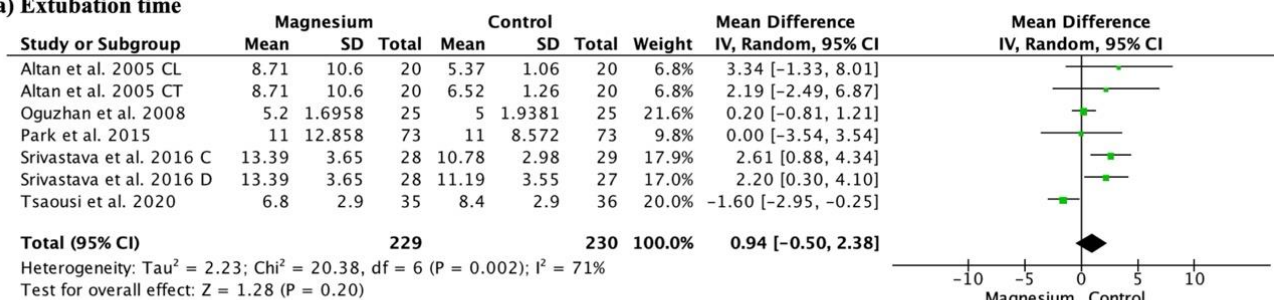 a) Extubation time
Magnesium Control Mean Difference Mean Difference
Study or Subgroup Mean SD Total Mean SD Total Weight IV, Random, 95% CI IV, Random, 95% CI
Altan et al. 2005 CL 8.71 10.6 20 5.37 1.06 20 6.8% 3.34 [-1.33, 8.01]
Altan et al. 2005 CT 8.71 10.6 20 6.52 1.26 20 6.8% 2.19 [-2.49, 6.87]
Oguzhan et al. 2008 5.2 1.6958 25 5 1.9381 25 21.6% 0.20 [-0.81, 1.21]
Park et al. 2015 11 12.858 73 11 8.572 73 9.8% 0.00 [-3.54, 3.54]
Srivastava et al. 2016 C 13.39 3.65 28 10.78 2.98 29 17.9% 2.61 [0.88, 4.34]
Srivastava et al. 2016 D 13.39 3.65 28 11.19 3.55 27 17.0% 2.20 [0.30, 4.10]
Tsaousi et al. 2020 6.8 2.9 35 8.4 2.9 36 20.0% -1.60 [-2.95, -0.25]
Total (95% CI) 229 230 100.0% 0.94 [-0.50, 2.38]
Heterogeneity: Tau² = 2.23; Chi² = 20.38, df = 6 (P = 0.002); I² = 71%
Test for overall effect: Z = 1.28 (P = 0.20)
-10 -5 0 5 10
Magnesium Control